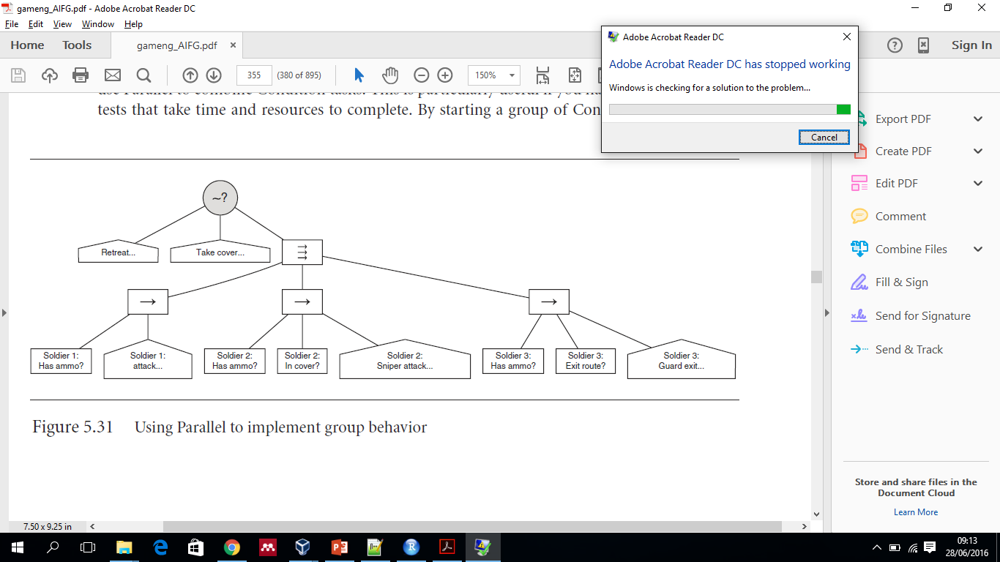 gameng_AIFG.pdf - Adobe Acrobat Reader DC
File Edit View Window Help
Home Tools gameng_AIFG.pdf × Sign In
355 (380 of 895) 150%
Adobe Acrobat Reader DC
Adobe Acrobat Reader DC has stopped working
Windows is checking for a solution to the problem...
Cancel
use Parallel to combine Condition tasks. This is particularly useful if you
tests that take time and resources to complete. By starting a group of Con
~?
Retreat...
Take cover...
Soldier 1:
Has ammo?
Soldier 1:
attack...
Soldier 2:
Has ammo?
Soldier 2:
In cover?
Soldier 2:
Sniper attack...
Soldier 3:
Has ammo?
Soldier 3:
Exit route?
Soldier 3:
Guard exit...
Figure 5.31 Using Parallel to implement group behavior
Export PDF
Create PDF
Edit PDF
Comment
Combine Files
Fill & Sign
Send for Signature
Send & Track
Store and share files in the
Document Cloud
Learn More
7.50 x 9.25 in
09:13
28/06/2016